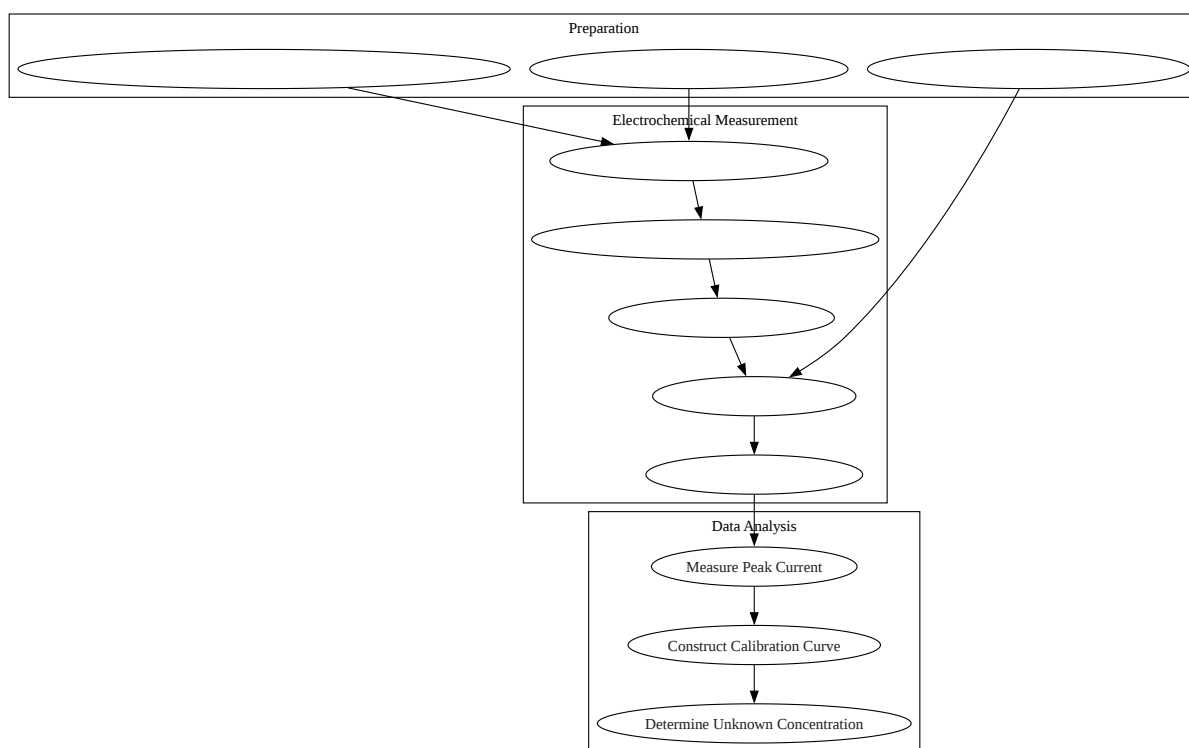 Preparation
Electrochemical Measurement
Data Analysis
Measure Peak Current
Construct Calibration Curve
Determine Unknown Concentration